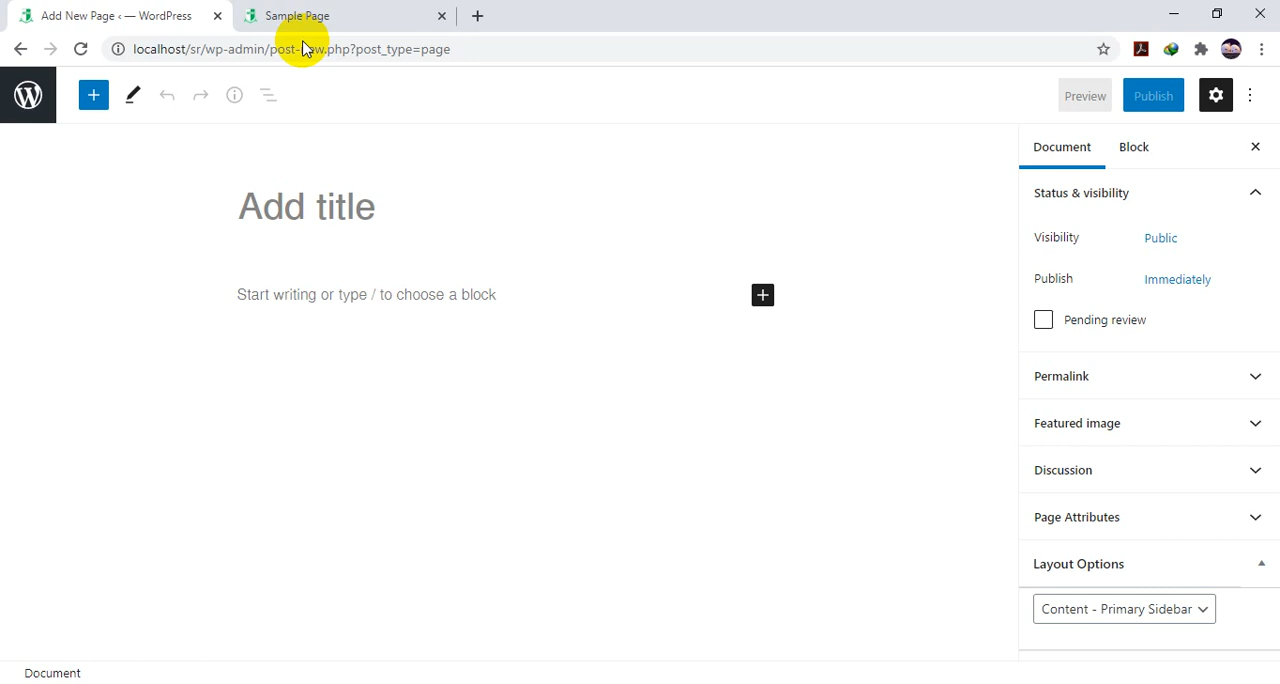 Add New Page ‹ — WordPress
Sample Page
localhost/sr/wp-admin/post-new.php?post_type=page
Preview
Publish
Document
Block
Add title
Status & visibility
Visibility
Public
Start writing or type / to choose a block
Publish
Immediately
Pending review
Permalink
Featured image
Discussion
Page Attributes
Layout Options
Content - Primary Sidebar
Document